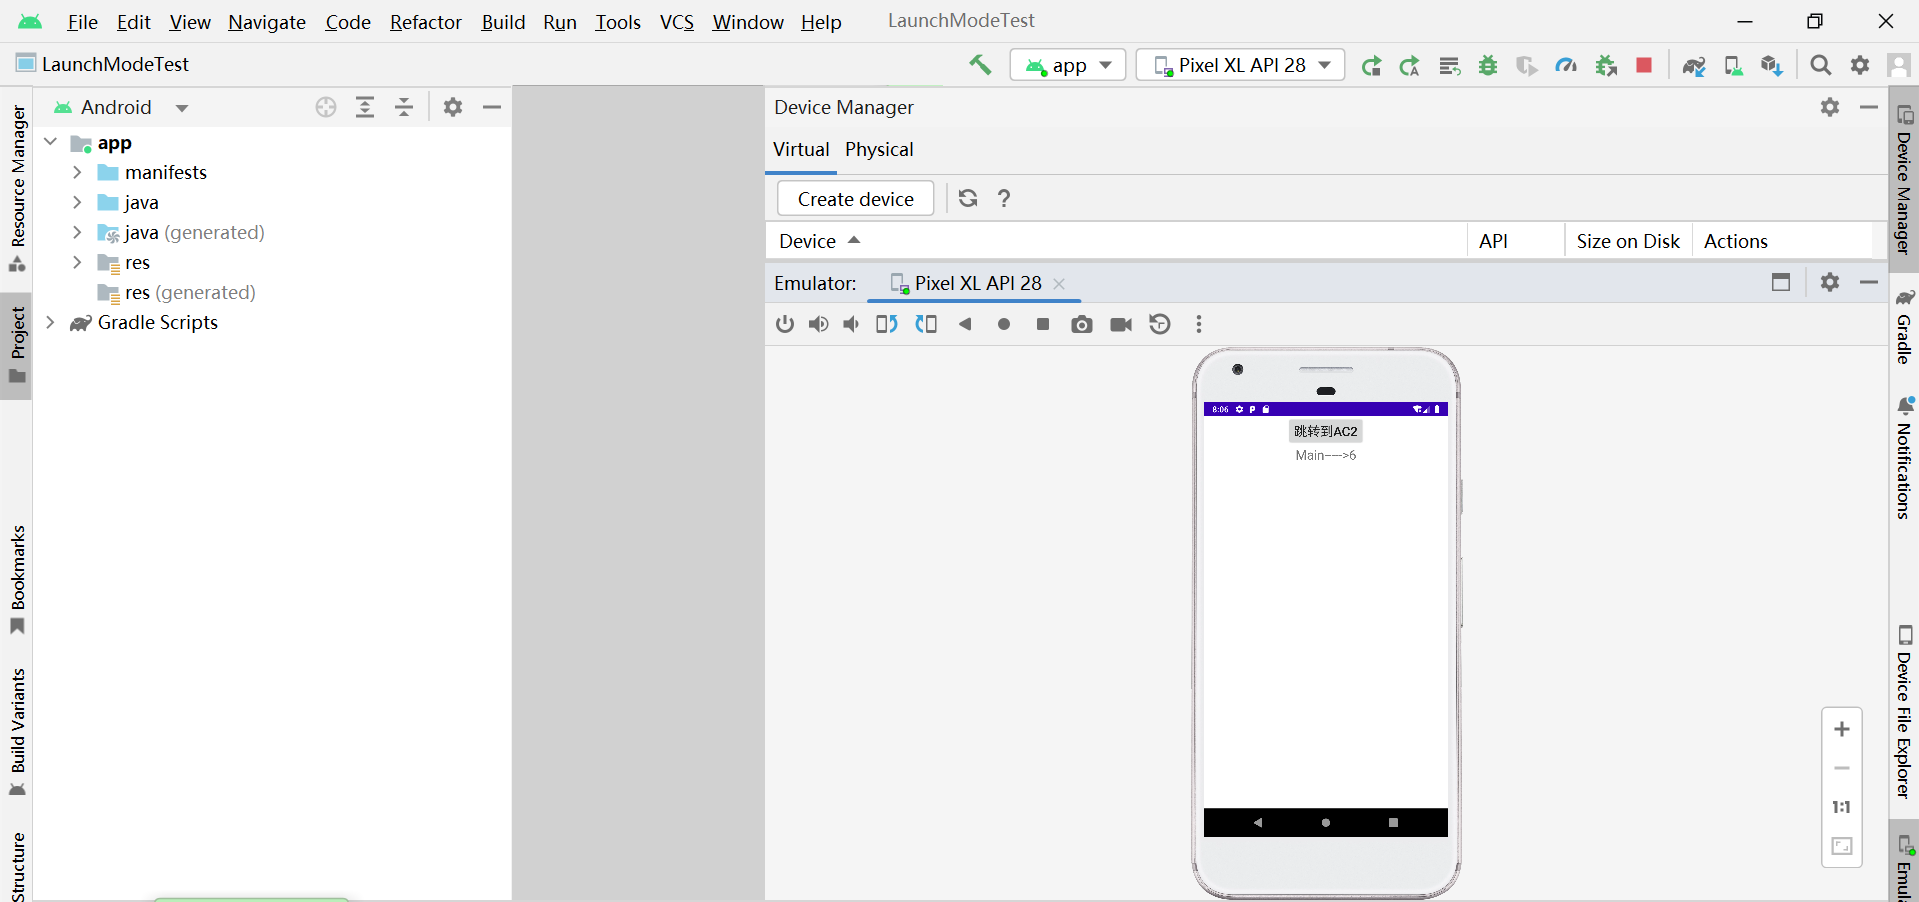 File Edit View Navigate Code Refactor Build Run Tools VCS Window Help LaunchModeTest
LaunchModeTest app Pixel XL API 28
Android
app
manifests
java
java (generated)
res
res (generated)
Gradle Scripts
Resource Manager
Project
Bookmarks
Build Variants
Structure
Device Manager
Virtual Physical
Create device ?
Device API Size on Disk Actions
Emulator: Pixel XL API 28
8:06
跳转到AC2
Main---->6
1:1
Device Manager
Gradle
Notifications
Device File Explorer
Emula